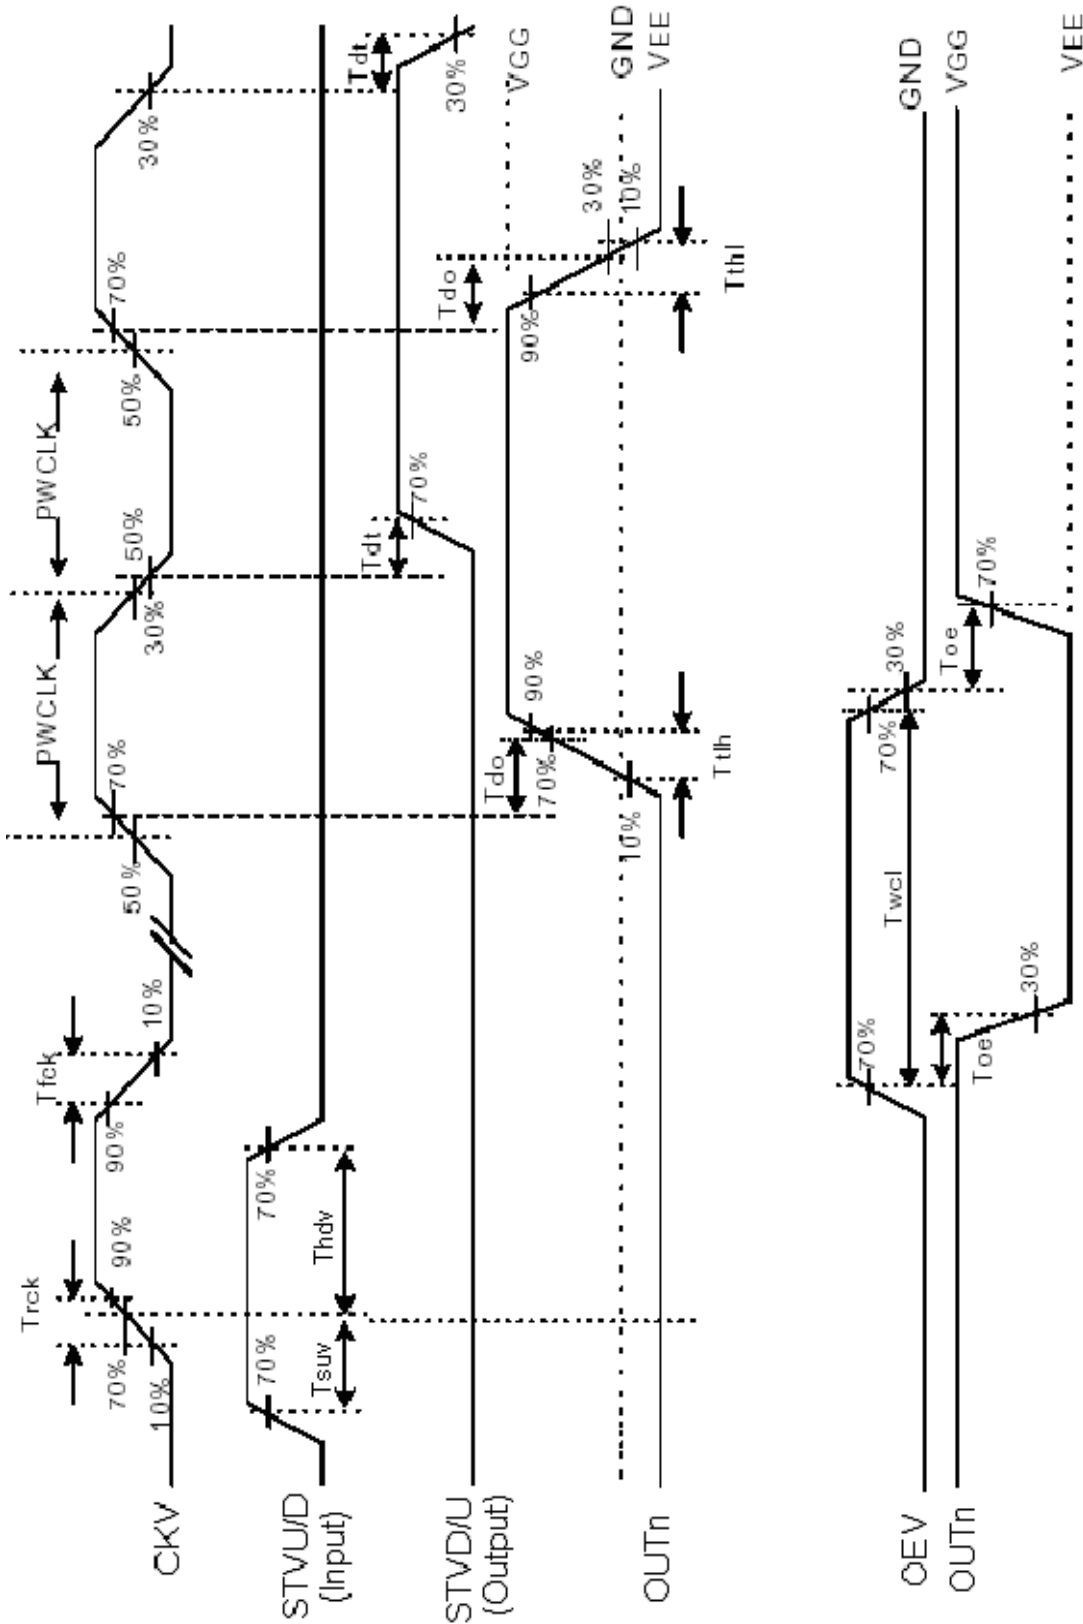 PWCLK PWCLK
Trck Tfck
CKV
70% 10% 90% 90% 10% 50% 70% 30% 50% 50% 70% 30%
STVU/D
(Input)
70% 70%
Tsuv Thdv
STVD/U
(Output)
Tdt 70% Tdt 30%
OUTn
Tdo Tdo
10% 70% 90% 90% 30% 10%
Ttlh Tthl
VGG
GND
VEE
OEV
70% 70% 30%
GND
Twcl
OUTn
Toe Toe
30% 70%
VGG
VEE